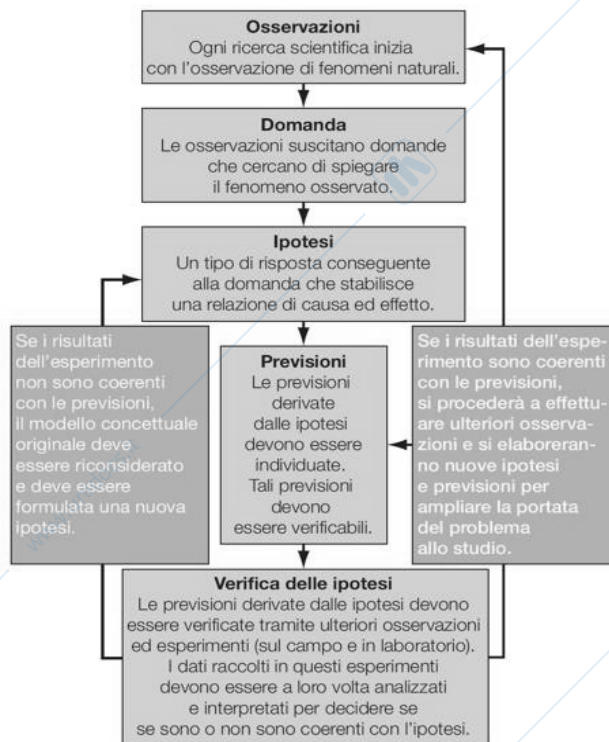 Osservazioni
Ogni ricerca scientifica inizia
con l'osservazione di fenomeni naturali.
Domanda
Le osservazioni suscitano domande
che cercano di spiegare
il fenomeno osservato.
Ipotesi
Un tipo di risposta conseguente
alla domanda che stabilisce
una relazione di causa ed effetto.
Se i risultati
dell'esperimento
non sono coerenti
con le previsioni,
il modello concettuale
originale deve
essere riconsiderato
e deve essere
formulata una nuova
ipotesi.
Previsioni
Le previsioni
derivate
dalle ipotesi
devono essere
individuate.
Tali previsioni
devono
essere verificabili.
Se i risultati dell'espe-
rimento sono coerenti
con le previsioni,
si procederà a effettu-
are ulteriori osserva-
zioni e si elaboreran-
no nuove ipotesi
e previsioni per
ampliare la portata
del problema
allo studio.
Verifica delle ipotesi
Le previsioni derivate dalle ipotesi devono
essere verificate tramite ulteriori osservazioni
ed esperimenti (sul campo e in laboratorio).
I dati raccolti in questi esperimenti
devono essere a loro volta analizzati
e interpretati per decidere se
se sono o non sono coerenti con l'ipotesi.